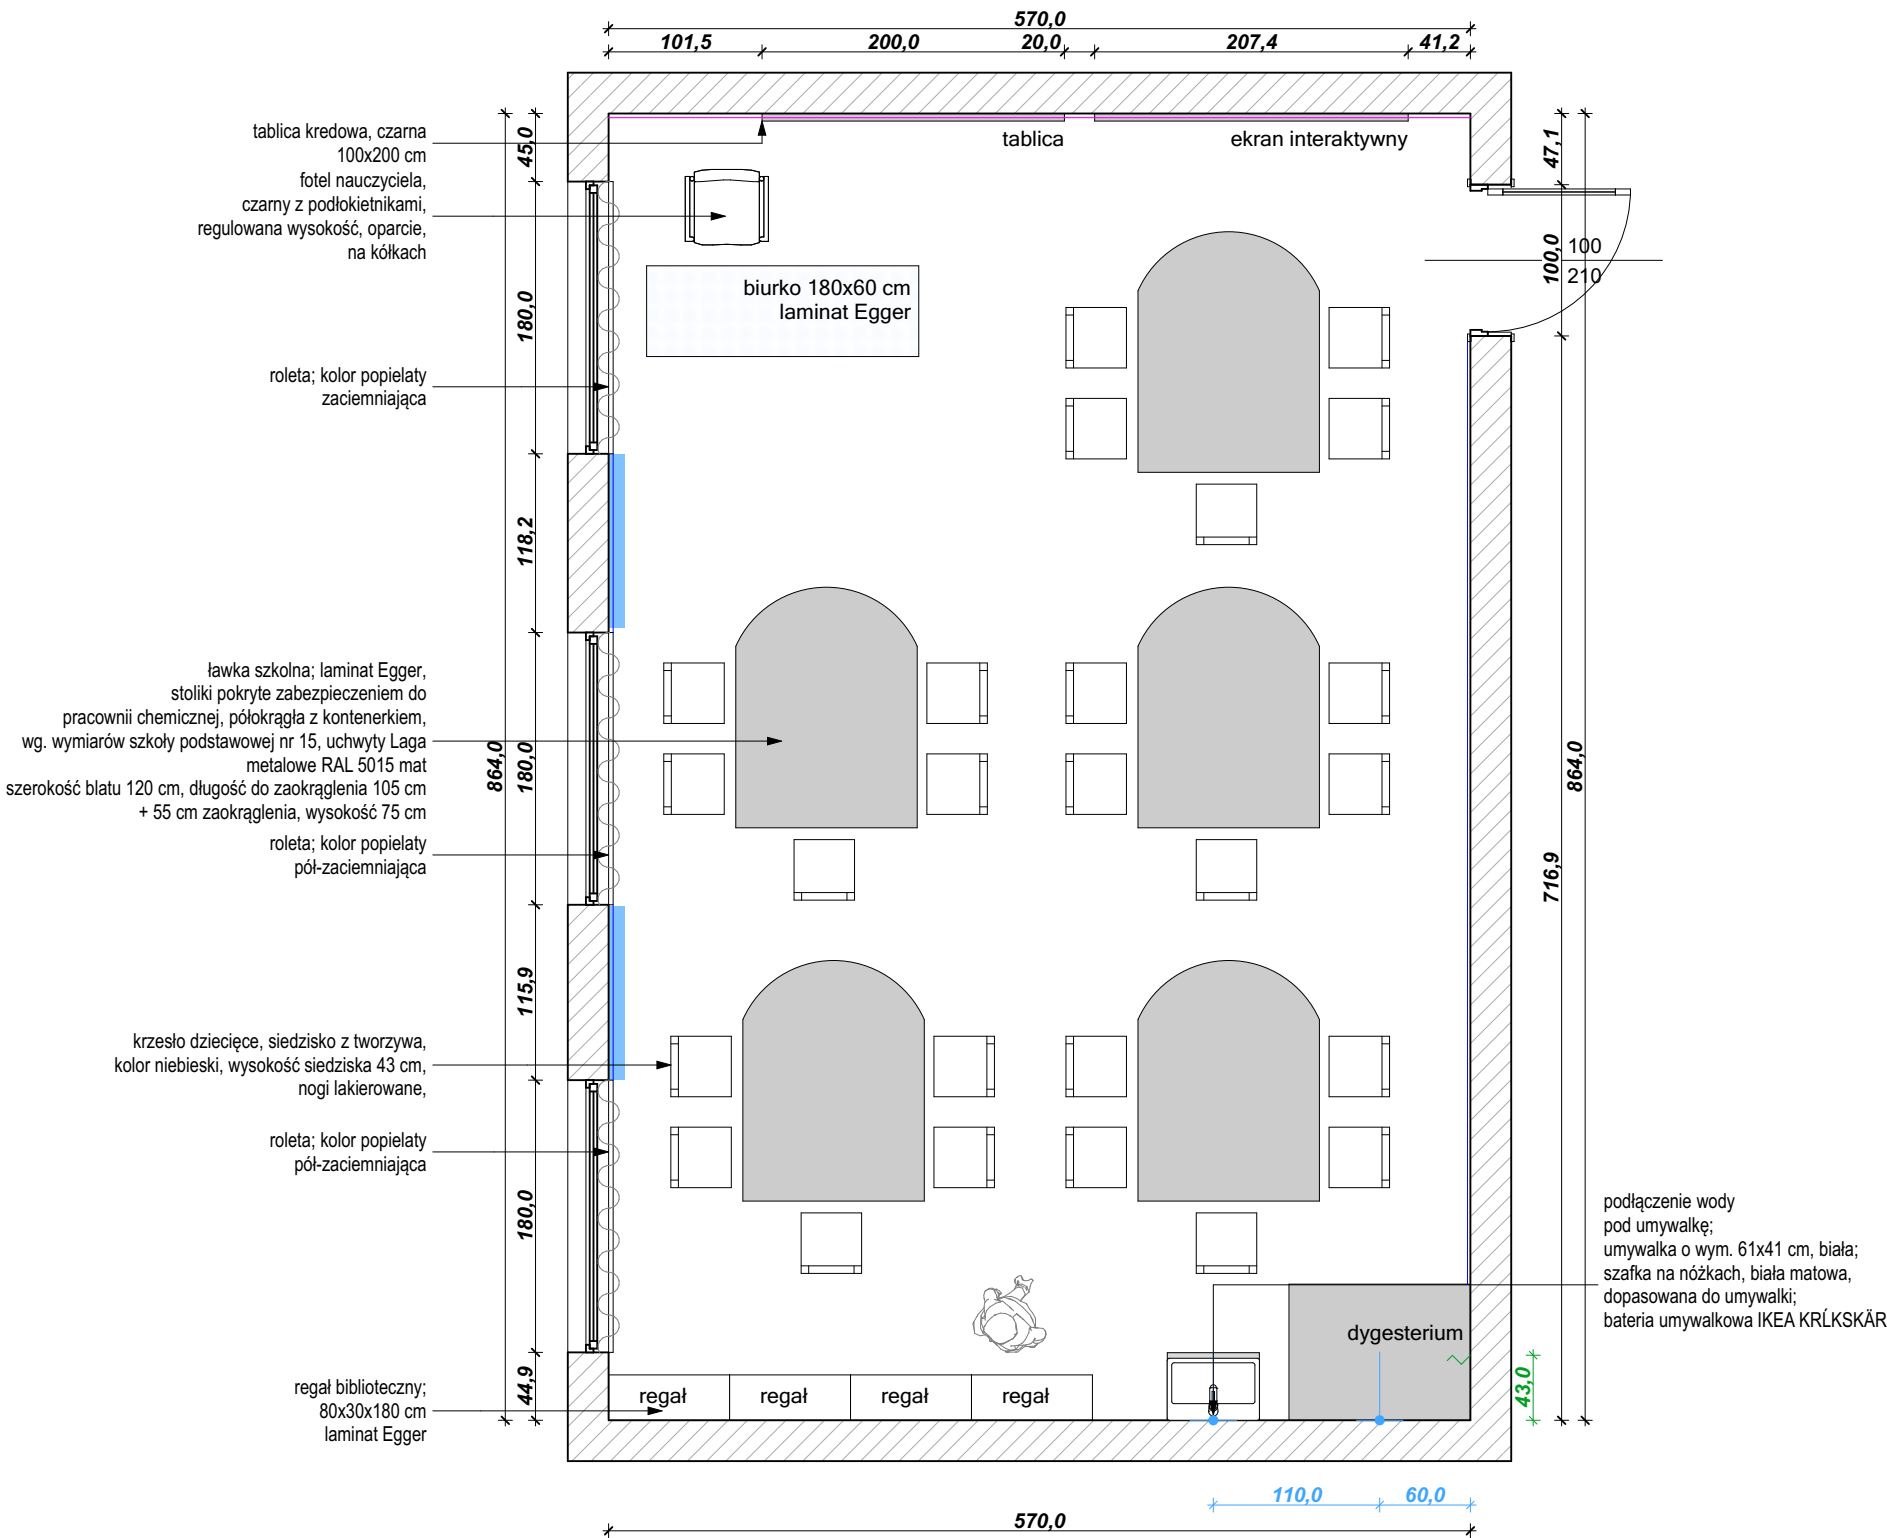 570,0
101,5
200,0
20,0
207,4
41,2
tablica kredowa, czarna
100x200 cm
fotel nauczyciela,
czarny z podłokietnikami,
regulowana wysokość, oparcie,
na kółkach
45,0
tablica
ekran interaktywny
47,1
100,0
100
210
biurko 180x60 cm
laminat Egger
180,0
roleta; kolor popielaty
zaciemniająca
118,2
ławka szkolna; laminat Egger,
stoliki pokryte zabezpieczeniem do
pracownii chemicznej, półokrągła z kontenerkiem,
wg. wymiarów szkoły podstawowej nr 15, uchwyty Laga
metalowe RAL 5015 mat
szerokość blatu 120 cm, długość do zaokrąglenia 105 cm
+ 55 cm zaokrąglenia, wysokość 75 cm
864,0
180,0
864,0
716,9
roleta; kolor popielaty
pół-zaciemniająca
115,9
krzesło dziecięce, siedzisko z tworzywa,
kolor niebieski, wysokość siedziska 43 cm,
nogi lakierowane,
roleta; kolor popielaty
pół-zaciemniająca
180,0
podłączenie wody
pod umywalkę;
umywalka o wym. 61x41 cm, biała;
szafka na nóżkach, biała matowa,
dopasowana do umywalki;
bateria umywalkowa IKEA KRĹKSKÄR
dygesterium
43,0
44,9
regał biblioteczny;
80x30x180 cm
laminat Egger
regał
regał
regał
regał
110,0
60,0
570,0